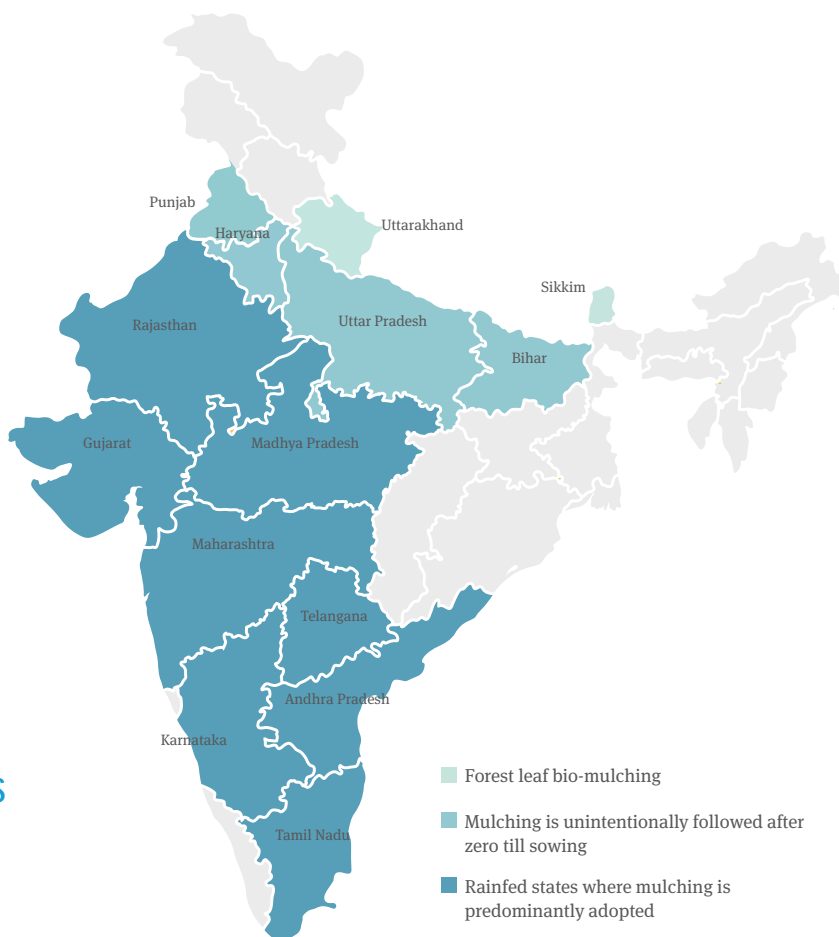 Punjab
Uttarakhand
Haryana
Sikkim
Rajasthan
Uttar Pradesh
Bihar
Gujarat
Madhya Pradesh
Maharashtra
Telangana
Andhra Pradesh
Karnataka
Tamil Nadu
s
Forest leaf bio-mulching
Mulching is unintentionally followed after
zero till sowing
Rainfed states where mulching is
predominantly adopted